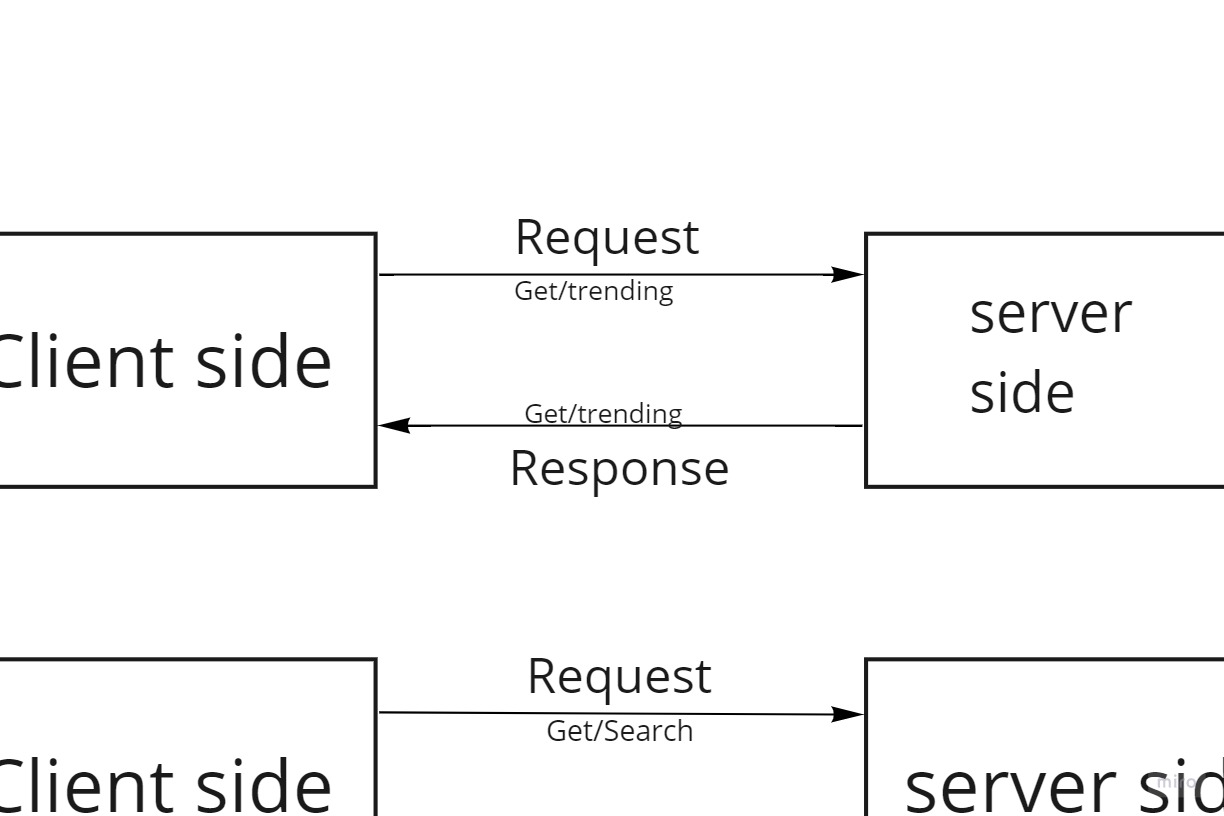 Request
Get/trending
Client side
server
side
Get/trending
Response
Request
Get/Search
Client side
server sid
miro